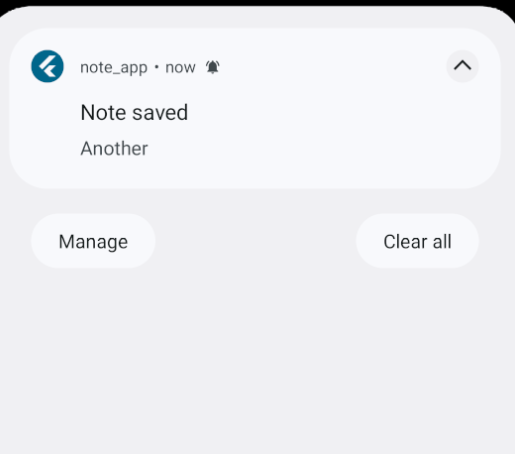 note_app • now
Note saved
Another
Manage
Clear all